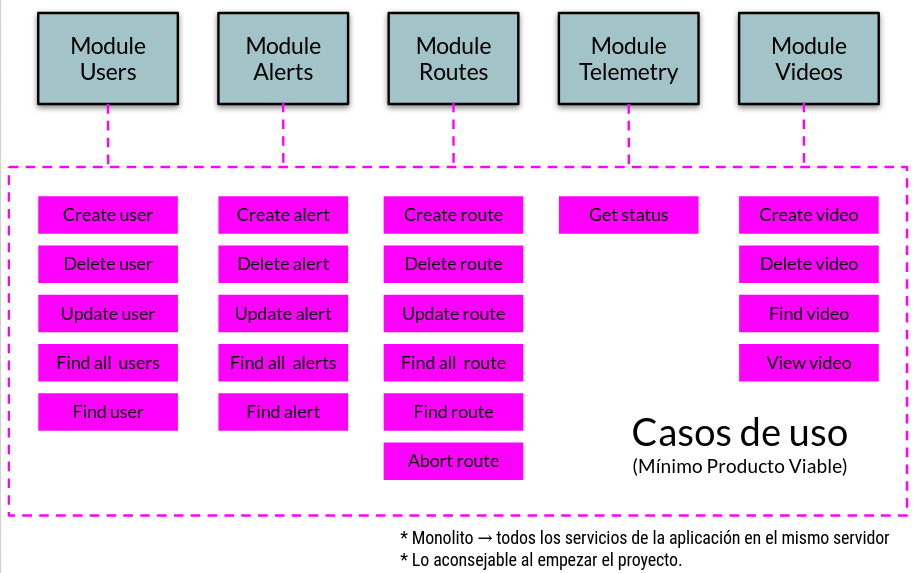 Module
Users
Module
Alerts
Module
Routes
Module
Telemetry
Module
Videos
Create user
Delete user
Update user
Find all users
Find user
Create alert
Delete alert
Update alert
Find all alerts
Find alert
Create route
Delete route
Update route
Find all route
Find route
Abort route
Get status
Create video
Delete video
Find video
View video
Casos de uso
(Mínimo Producto Viable)
* Monolito → todos los servicios de la aplicación en el mismo servidor
* Lo aconsejable al empezar el proyecto.